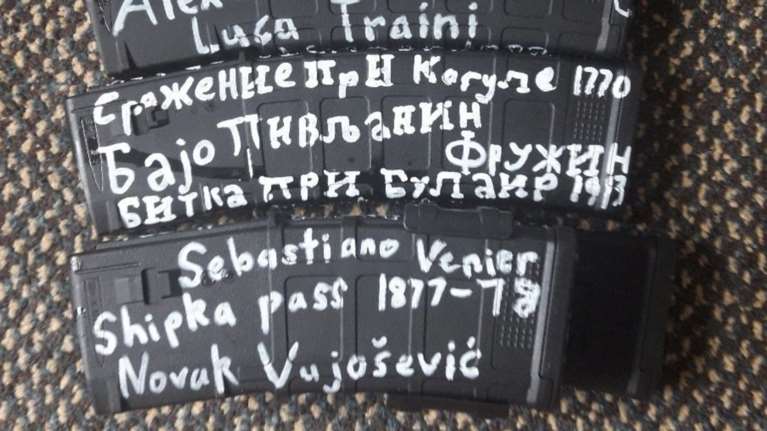 Luca Traini
Сражение при Кагуле 1770
Бајо Пивљанин
Фружин
Битка при Булаир 1913
Sebastiano Venier
Shipka pass 1877-78
Novak Vujošević